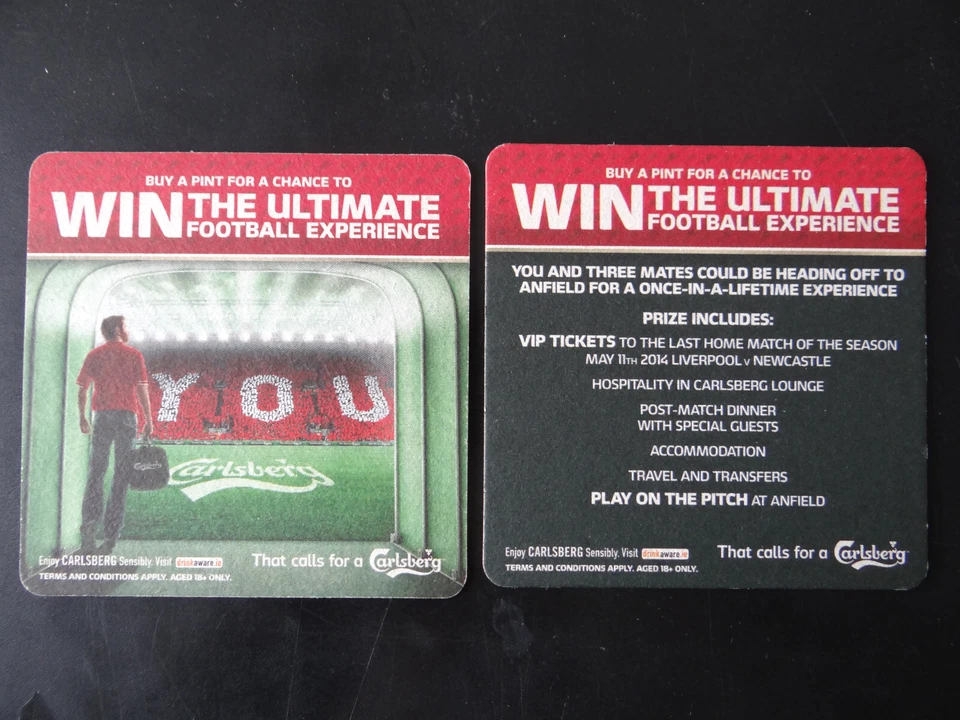 BUY A PINT FOR A CHANCE TO
WIN THE ULTIMATE
FOOTBALL EXPERIENCE
YOU
Carlsberg
Enjoy CARLSBERG Sensibly. Visit drinkaware.ie
That calls for a Carlsberg
TERMS AND CONDITIONS APPLY. AGED 18+ ONLY.
BUY A PINT FOR A CHANCE TO
WIN THE ULTIMATE
FOOTBALL EXPERIENCE
YOU AND THREE MATES COULD BE HEADING OFF TO
ANFIELD FOR A ONCE-IN-A-LIFETIME EXPERIENCE
PRIZE INCLUDES:
VIP TICKETS TO THE LAST HOME MATCH OF THE SEASON
MAY 11TH 2014 LIVERPOOL v NEWCASTLE
HOSPITALITY IN CARLSBERG LOUNGE
POST-MATCH DINNER
WITH SPECIAL GUESTS
ACCOMMODATION
TRAVEL AND TRANSFERS
PLAY ON THE PITCH AT ANFIELD
Enjoy CARLSBERG Sensibly. Visit drinkaware.ie
That calls for a Carlsberg
TERMS AND CONDITIONS APPLY. AGED 18+ ONLY.